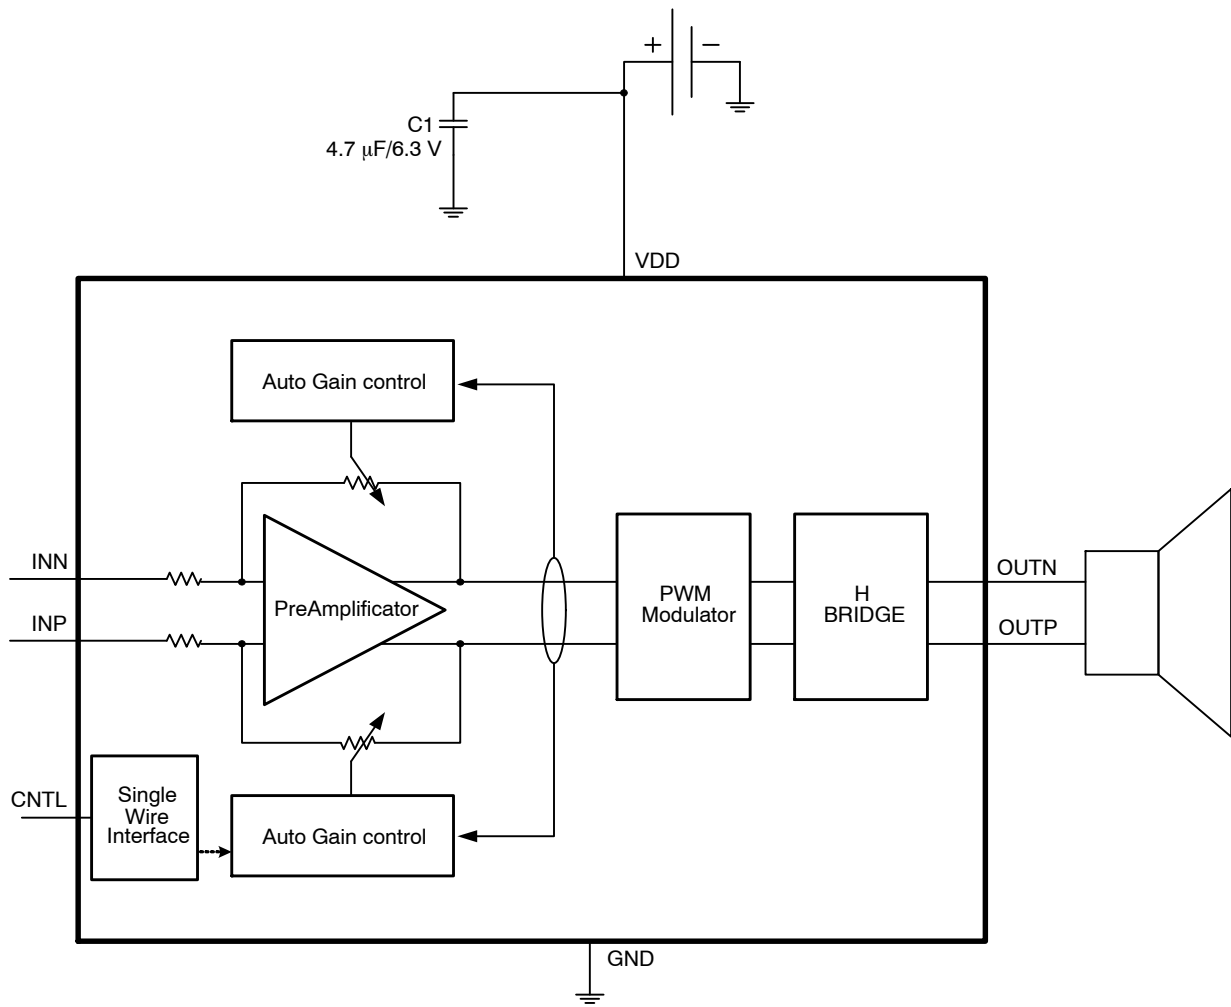 + −
C1
4.7 μF/6.3 V
VDD
Auto Gain control
INN
INP
PreAmplificator
PWM
Modulator
H
BRIDGE
OUTN
OUTP
CNTL
Single
Wire
Interface
Auto Gain control
GND